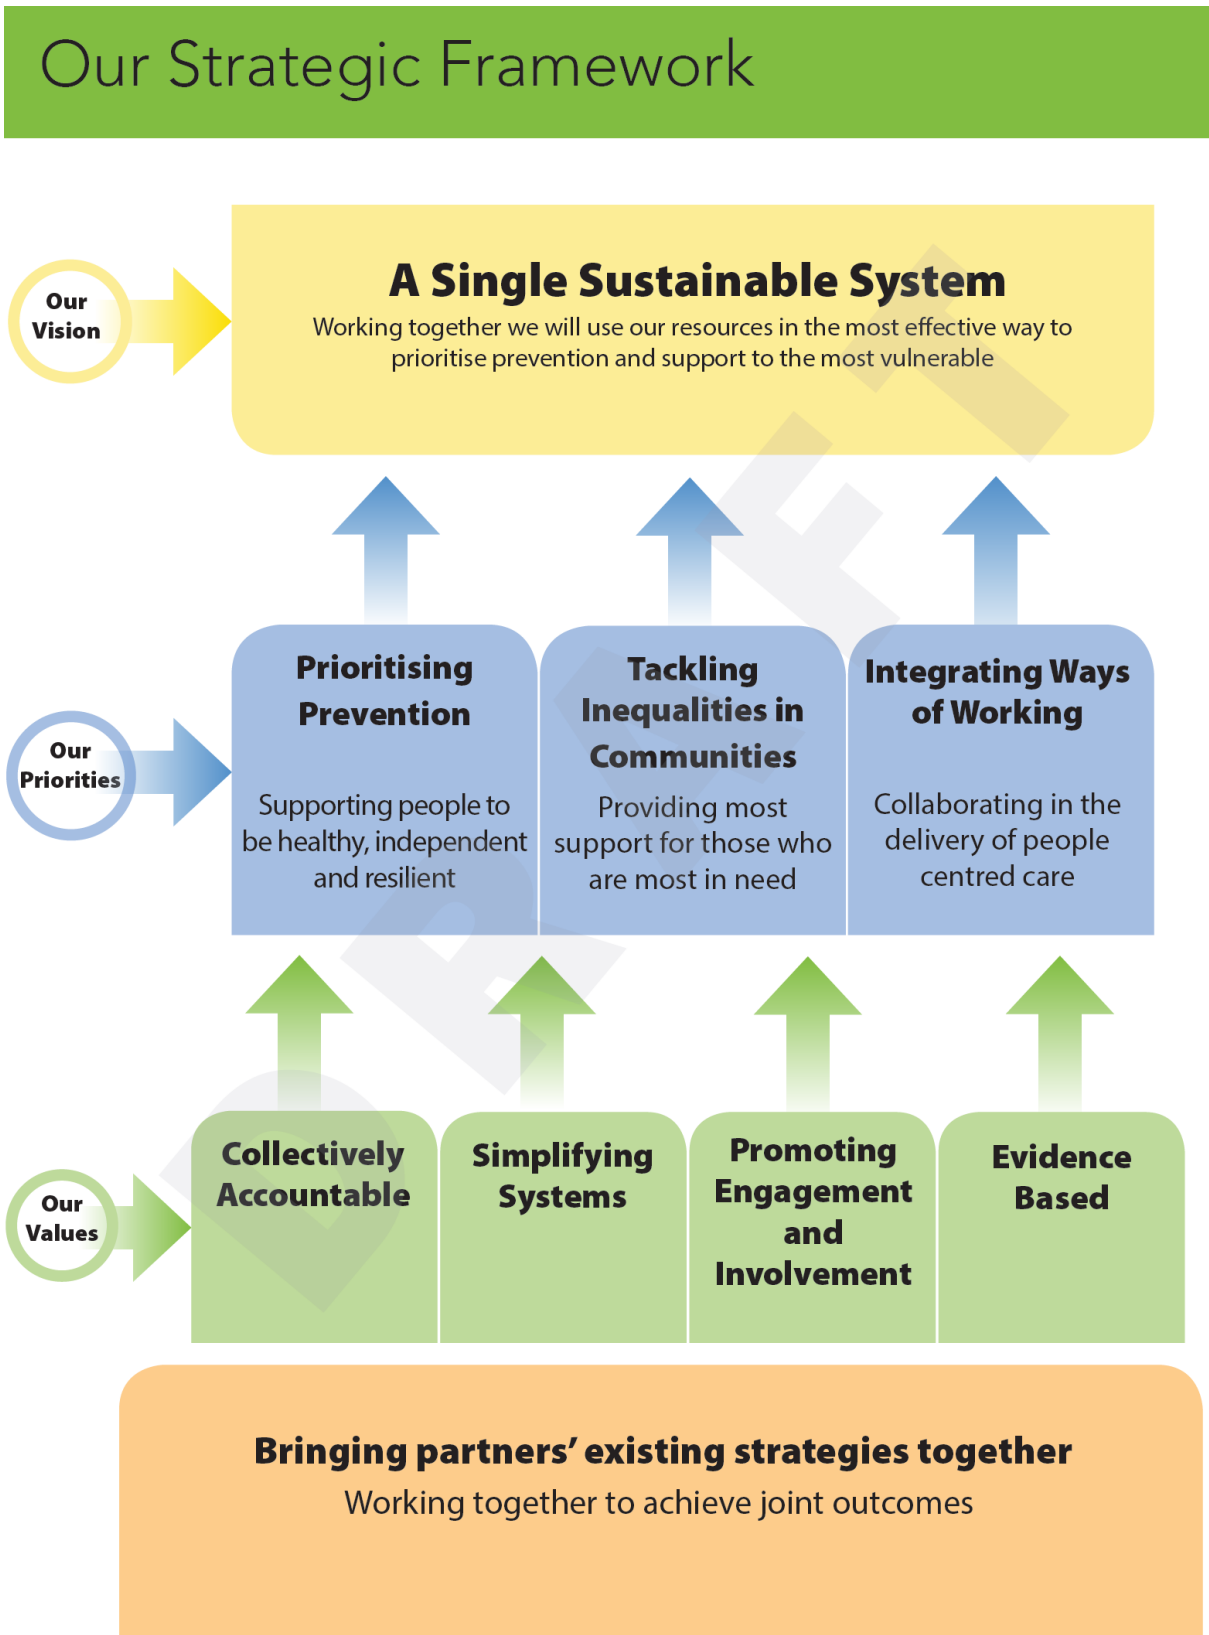 Our Strategic Framework
Our
Vision
A Single Sustainable System
Working together we will use our resources in the most effective way to
prioritise prevention and support to the most vulnerable
Our
Priorities
Prioritising
Prevention
Supporting people to
be healthy, independent
and resilient
Tackling
Inequalities in
Communities
Providing most
support for those who
are most in need
Integrating Ways
of Working
Collaborating in the
delivery of people
centred care
Our
Values
Collectively
Accountable
Simplifying
Systems
Promoting
Engagement
and
Involvement
Evidence
Based
Bringing partners’ existing strategies together
Working together to achieve joint outcomes
DRAFT